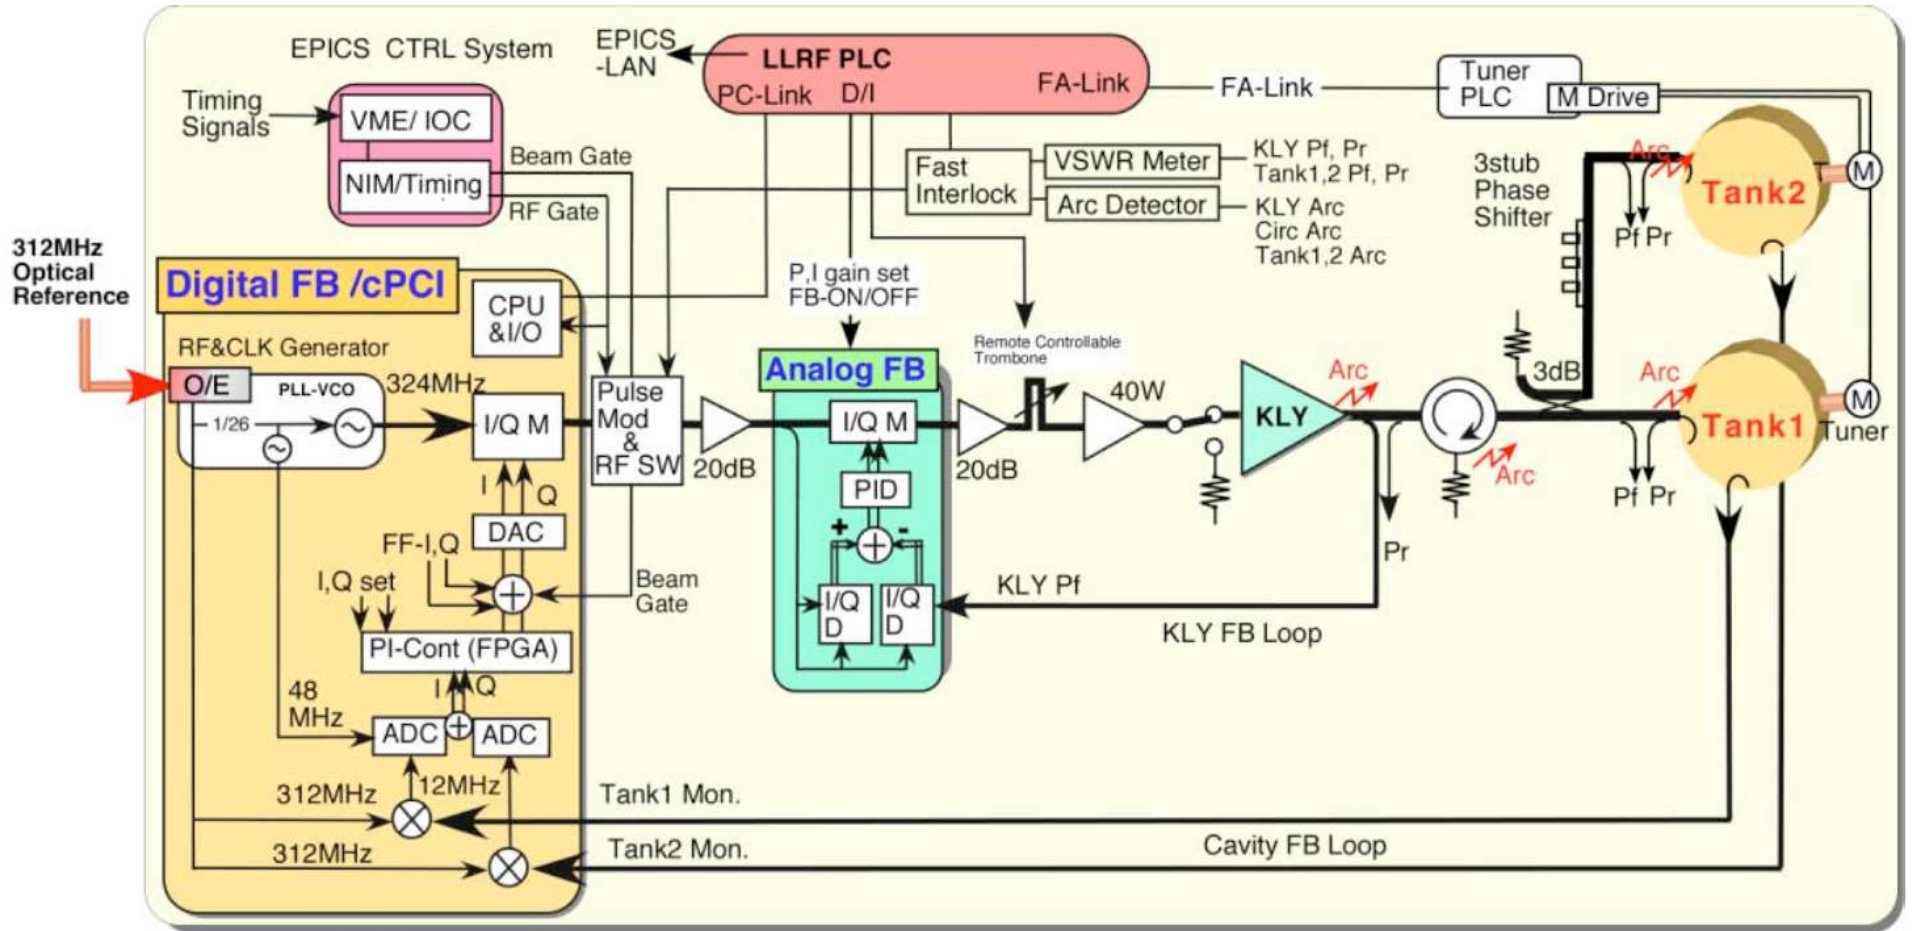 EPICS CTRL System
EPICS
-LAN
LLRF PLC
PC-Link
D/I
FA-Link
FA-Link
Tuner
PLC
M Drive
Timing
Signals
VME/ IOC
NIM/Timing
Beam Gate
RF Gate
Fast
Interlock
VSWR Meter
KLY Pf, Pr
Tank1,2 Pf, Pr
Arc Detector
KLY Arc
Circ Arc
Tank1,2 Arc
3stub
Phase
Shifter
Arc
Pf Pr
Tank2
T
M
312MHz
Optical
Reference
Digital FB /cPCI
CPU
&I/O
P,I gain set
FB-ON/OFF
Remote Controllable
Trombone
RF&CLK Generator
O/E
PLL-VCO
1/26
324MHz
I/Q M
Pulse
Mod
&
RF SW
20dB
Analog FB
I/Q M
PID
+
-
+
I/Q
D
I/Q
D
20dB
40W
KLY
Arc
Arc
3dB
Arc
Pf Pr
Tank1
M
Tuner
Pr
I
Q
DAC
FF-I,Q
I,Q set
+
Beam
Gate
PI-Cont (FPGA)
I
Q
48
MHz
ADC
+
ADC
KLY Pf
KLY FB Loop
312MHz
12MHz
Tank1 Mon.
312MHz
Tank2 Mon.
Cavity FB Loop